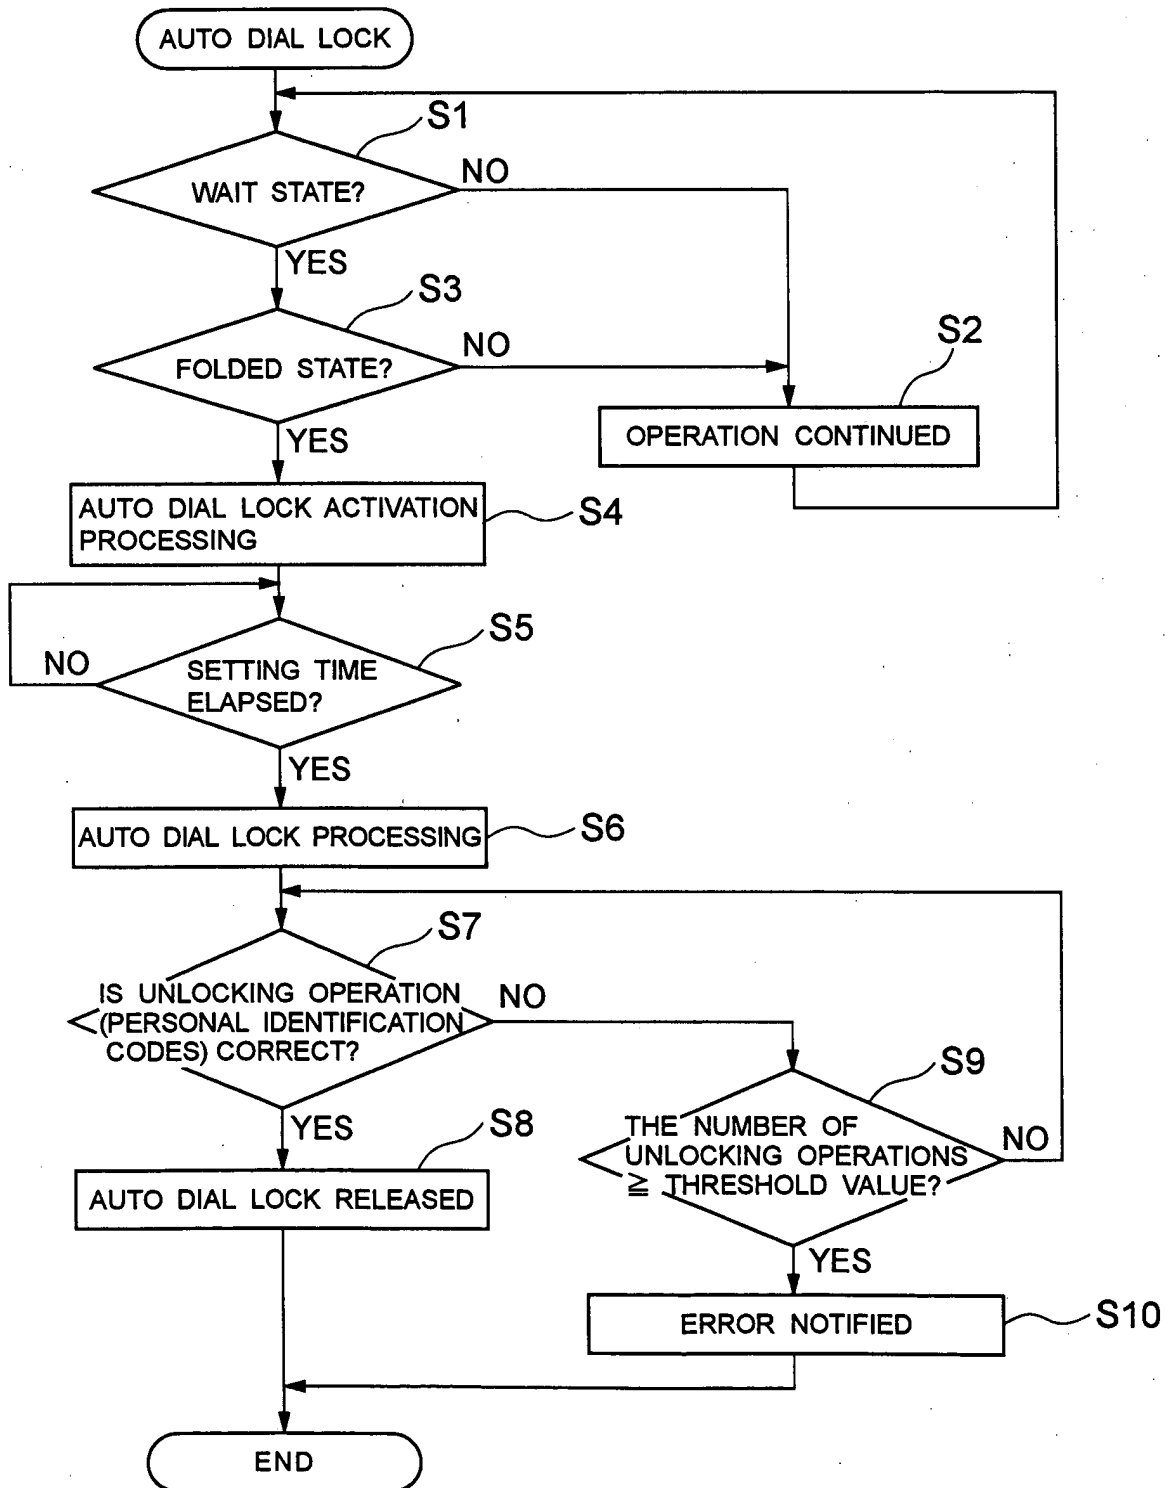 AUTO DIAL LOCK
S1
WAIT STATE?
NO
YES
S3
FOLDED STATE?
NO
S2
OPERATION CONTINUED
YES
AUTO DIAL LOCK ACTIVATION
PROCESSING
S4
S5
NO
SETTING TIME
ELAPSED?
YES
AUTO DIAL LOCK PROCESSING
S6
S7
IS UNLOCKING OPERATION
(PERSONAL IDENTIFICATION
CODES) CORRECT?
NO
S9
THE NUMBER OF
UNLOCKING OPERATIONS
≧ THRESHOLD VALUE?
NO
YES
S8
AUTO DIAL LOCK RELEASED
YES
ERROR NOTIFIED
S10
END